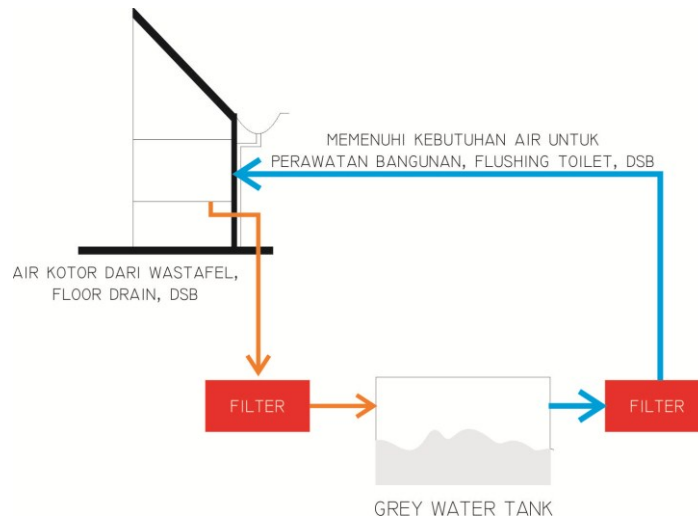 MEMENUHI KEBUTUHAN AIR UNTUK
PERAWATAN BANGUNAN, FLUSHING TOILET, DSB
AIR KOTOR DARI WASTAFEL,
FLOOR DRAIN, DSB
FILTER
FILTER
GREY WATER TANK